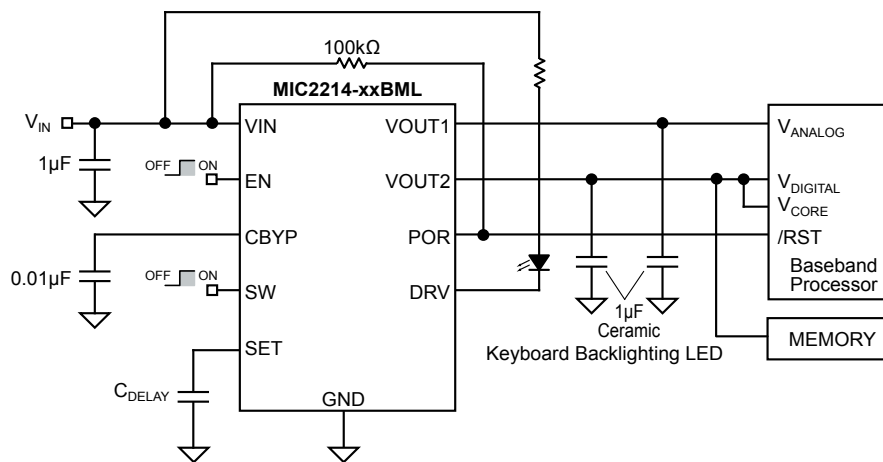 100kΩ
MIC2214-xxBML
V_IN
VIN
VOUT1
V_ANALOG
1µF
OFF ON
EN
VOUT2
V_DIGITAL
V_CORE
CBYP
POR
/RST
0.01µF
OFF ON
SW
DRV
Baseband
Processor
1µF
Ceramic
SET
Keyboard Backlighting LED
MEMORY
C_DELAY
GND